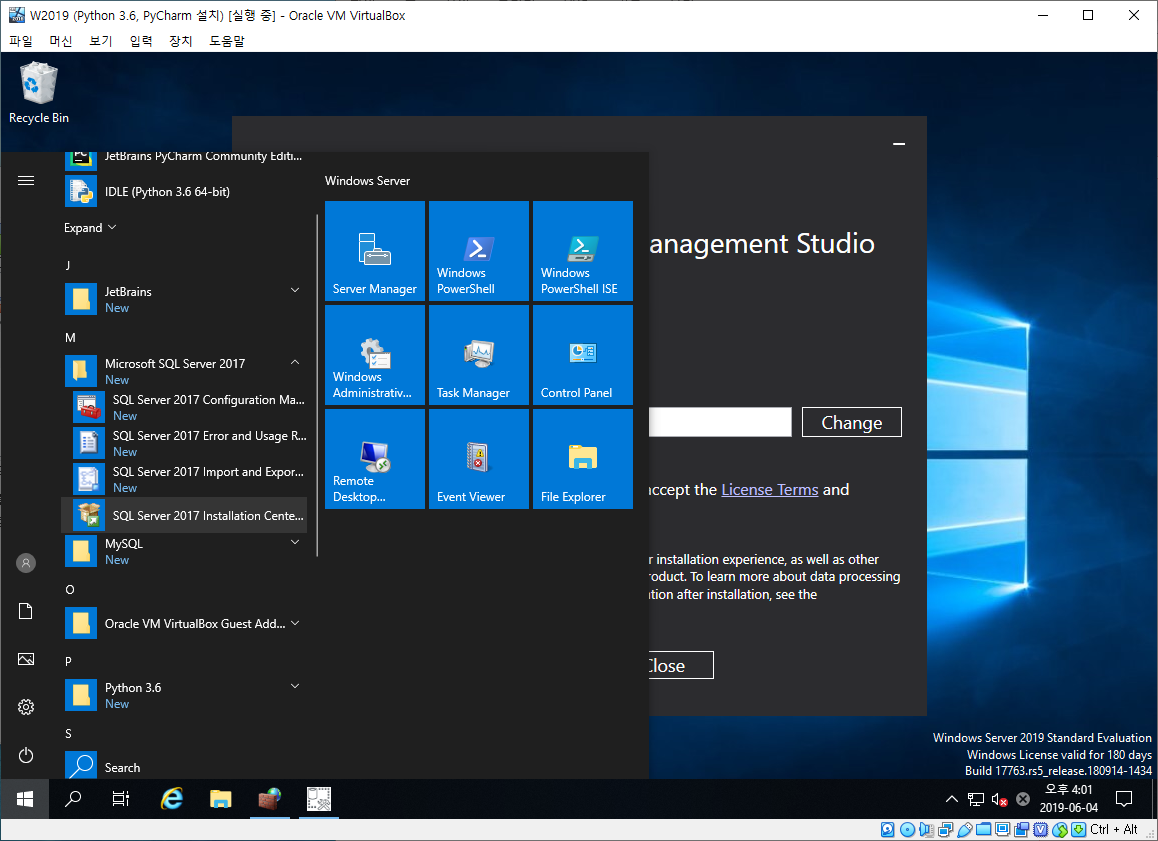 W2019 (Python 3.6, PyCharm 설치) [실행 중] - Oracle VM VirtualBox
파일 머신 보기 입력 장치 도움말
Recycle Bin
JetBrains PyCharm Community Editi...
IDLE (Python 3.6 64-bit)
Expand
J
JetBrains
New
M
Microsoft SQL Server 2017
New
SQL Server 2017 Configuration Ma...
New
SQL Server 2017 Error and Usage R...
New
SQL Server 2017 Import and Expor...
New
SQL Server 2017 Installation Cente...
MySQL
New
O
Oracle VM VirtualBox Guest Add...
P
Python 3.6
New
S
Search
Windows Server
Server Manager
Windows
PowerShell
Windows
PowerShell ISE
Windows
Administrativ...
Task Manager
Control Panel
Remote
Desktop...
Event Viewer
File Explorer
anagement Studio
Change
accept the License Terms and
r installation experience, as well as other
roduct. To learn more about data processing
ation after installation, see the
Close
Windows Server 2019 Standard Evaluation
Windows License valid for 180 days
Build 17763.rs5_release.180914-1434
오후 4:01
2019-06-04
Ctrl + Alt